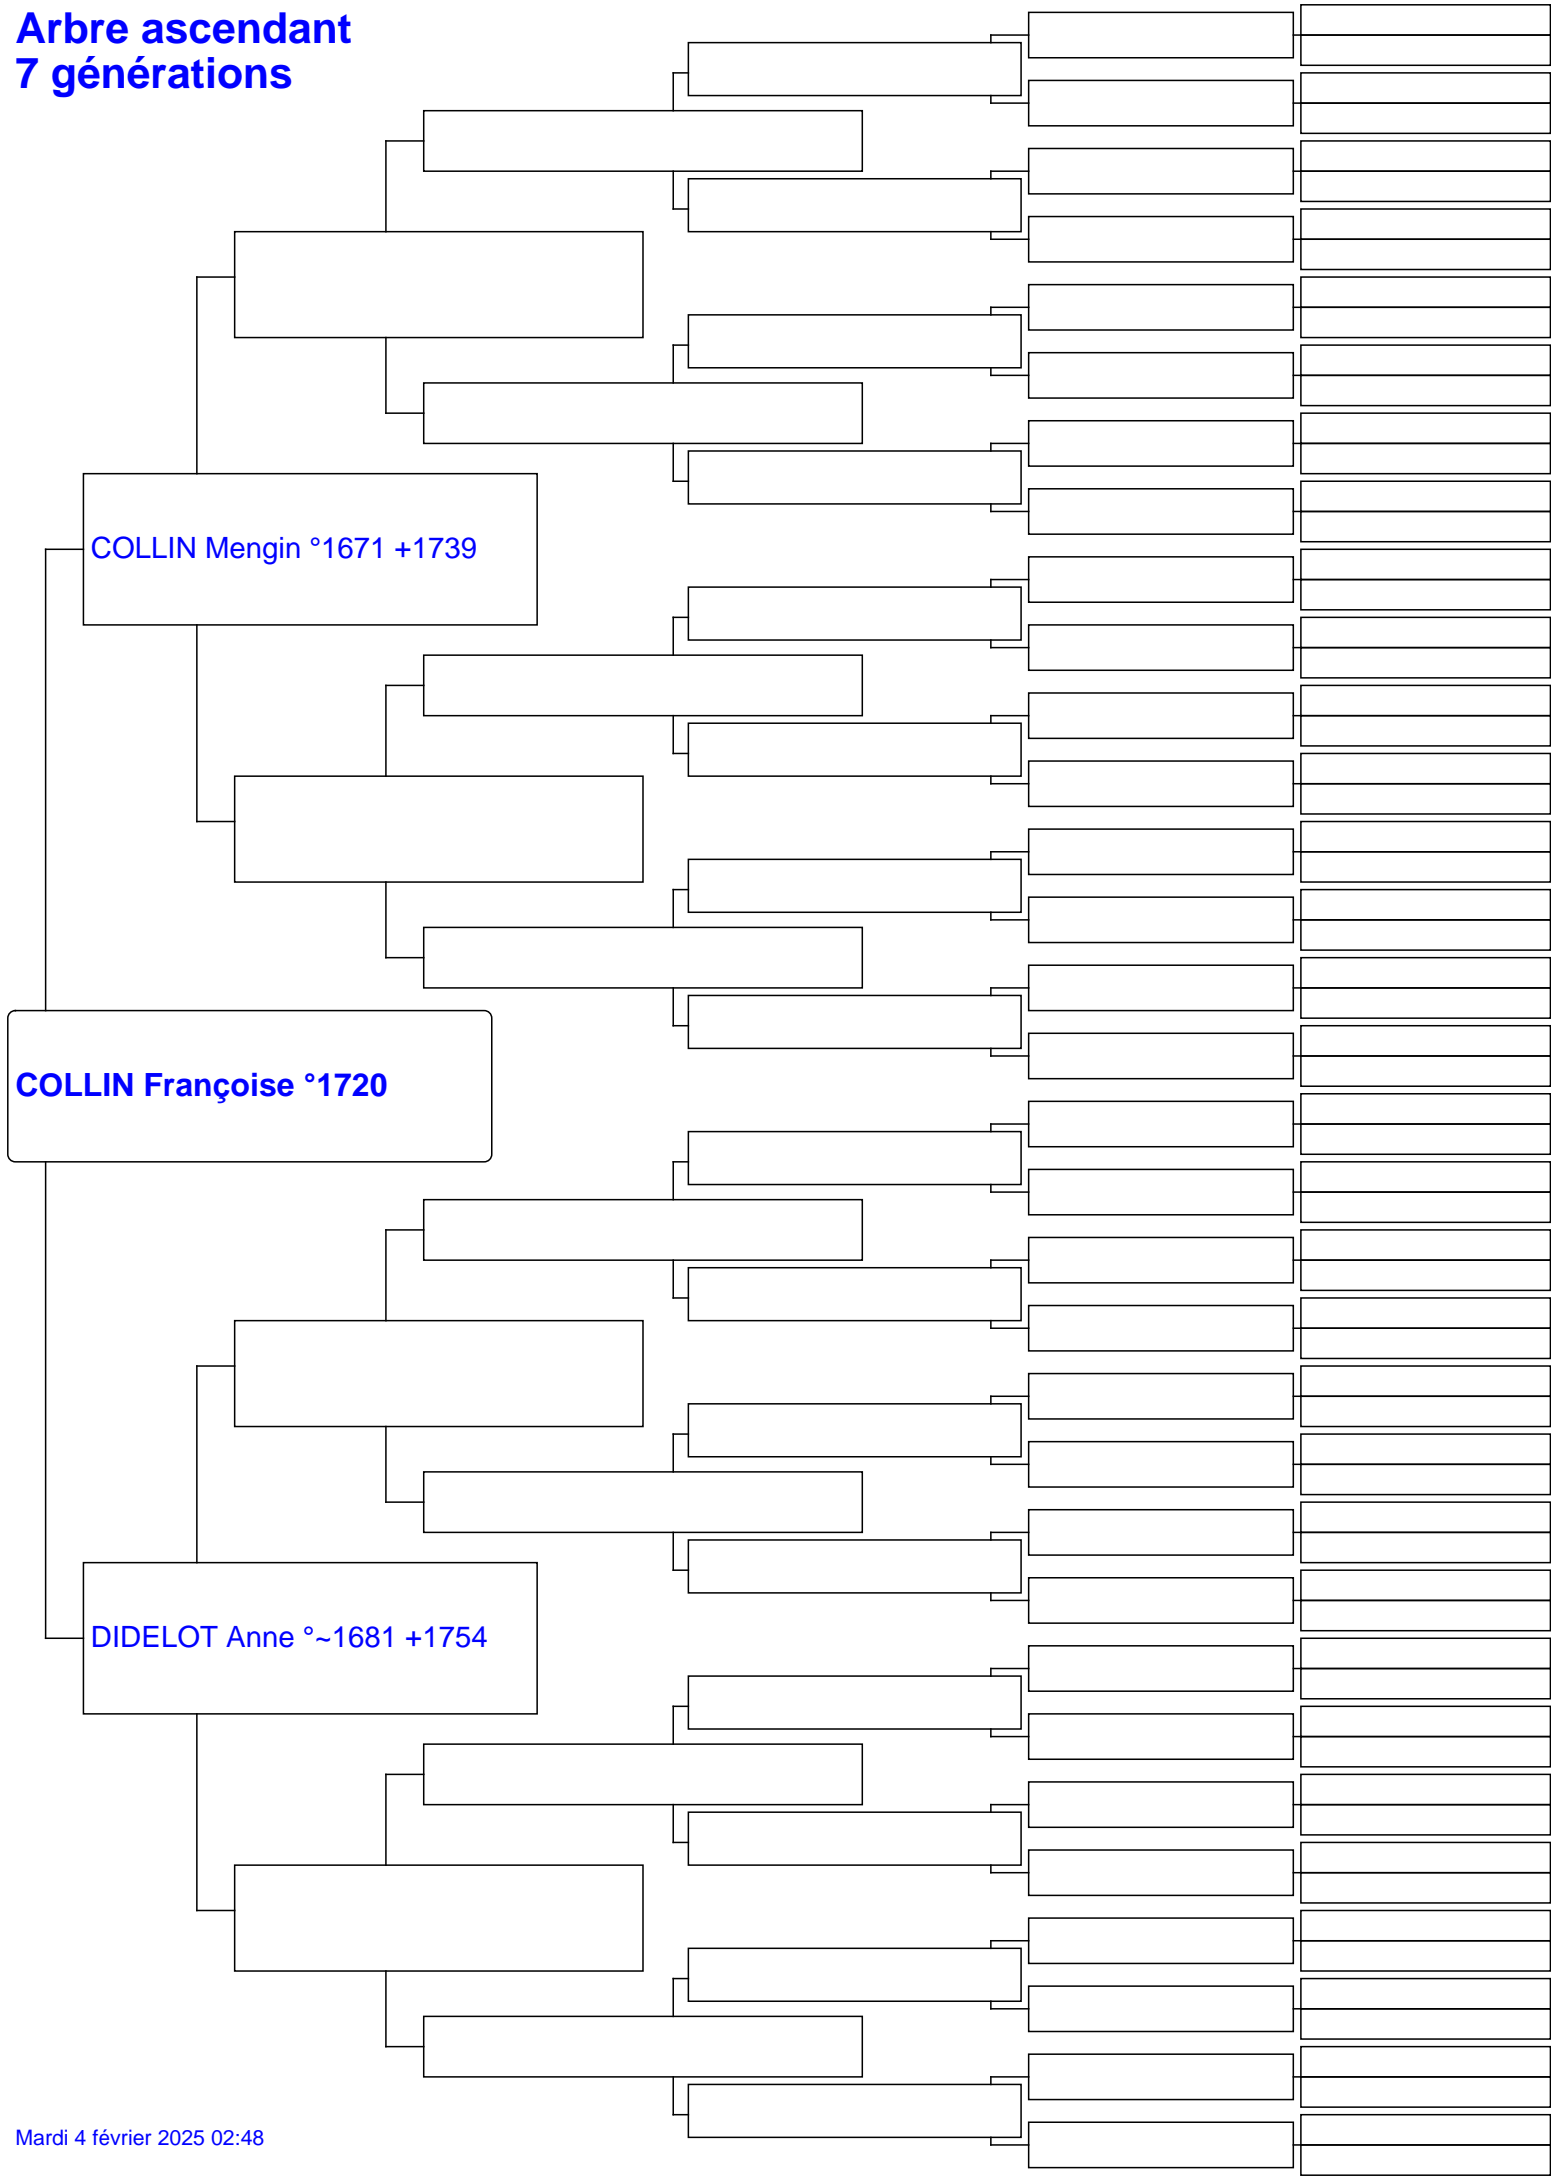 Arbre ascendant
7 générations
COLLIN Mengin °1671 +1739
COLLIN Françoise °1720
DIDELOT Anne °~1681 +1754
Mardi 4 février 2025 02:48